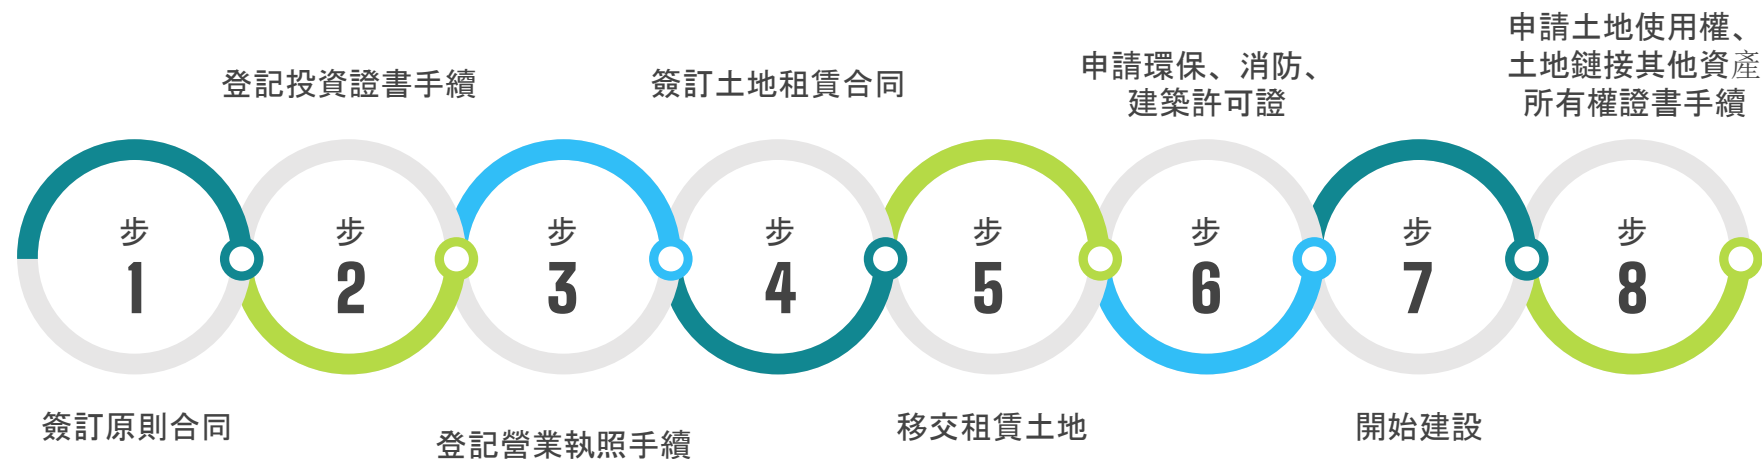 申請土地使用權、
土地鏈接其他資產
所有權證書手續
申請環保、消防、
建築許可證
登記投資證書手續
簽訂土地租賃合同
步
1
步
2
步
3
步
4
步
5
步
6
步
7
步
8
簽訂原則合同
登記營業執照手續
移交租賃土地
開始建設